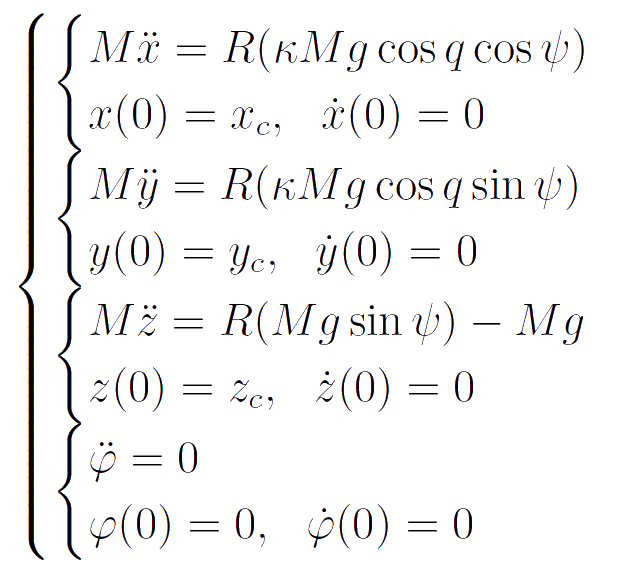 Mẍ = R(κMg cos q cos ψ)
x(0) = x_c, ẋ(0) = 0
Mÿ = R(κMg cos q sin ψ)
y(0) = y_c, ẏ(0) = 0
Mz̈ = R(Mg sin ψ) − Mg
z(0) = z_c, ż(0) = 0
φ̈ = 0
φ(0) = 0, φ̇(0) = 0